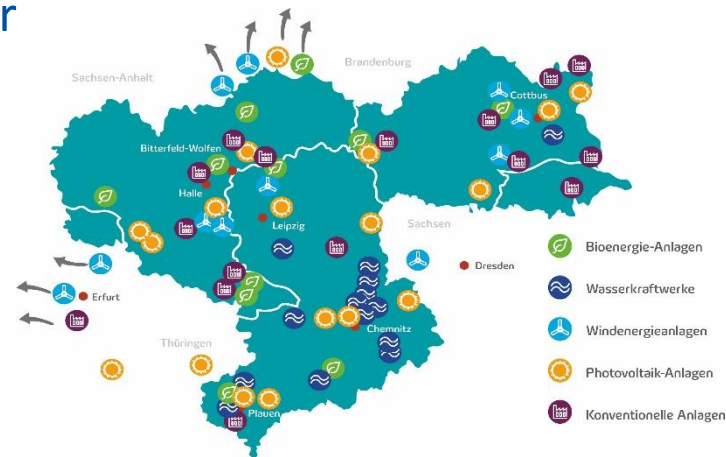 r
Sachsen-Anhalt
Brandenburg
Cottbus
Bitterfeld-Wolfen
Halle
Leipzig
Sachsen
Dresden
Erfurt
Chemnitz
Thüringen
Plauen
Bioenergie-Anlagen
Wasserkraftwerke
Windenergieanlagen
Photovoltaik-Anlagen
Konventionelle Anlagen